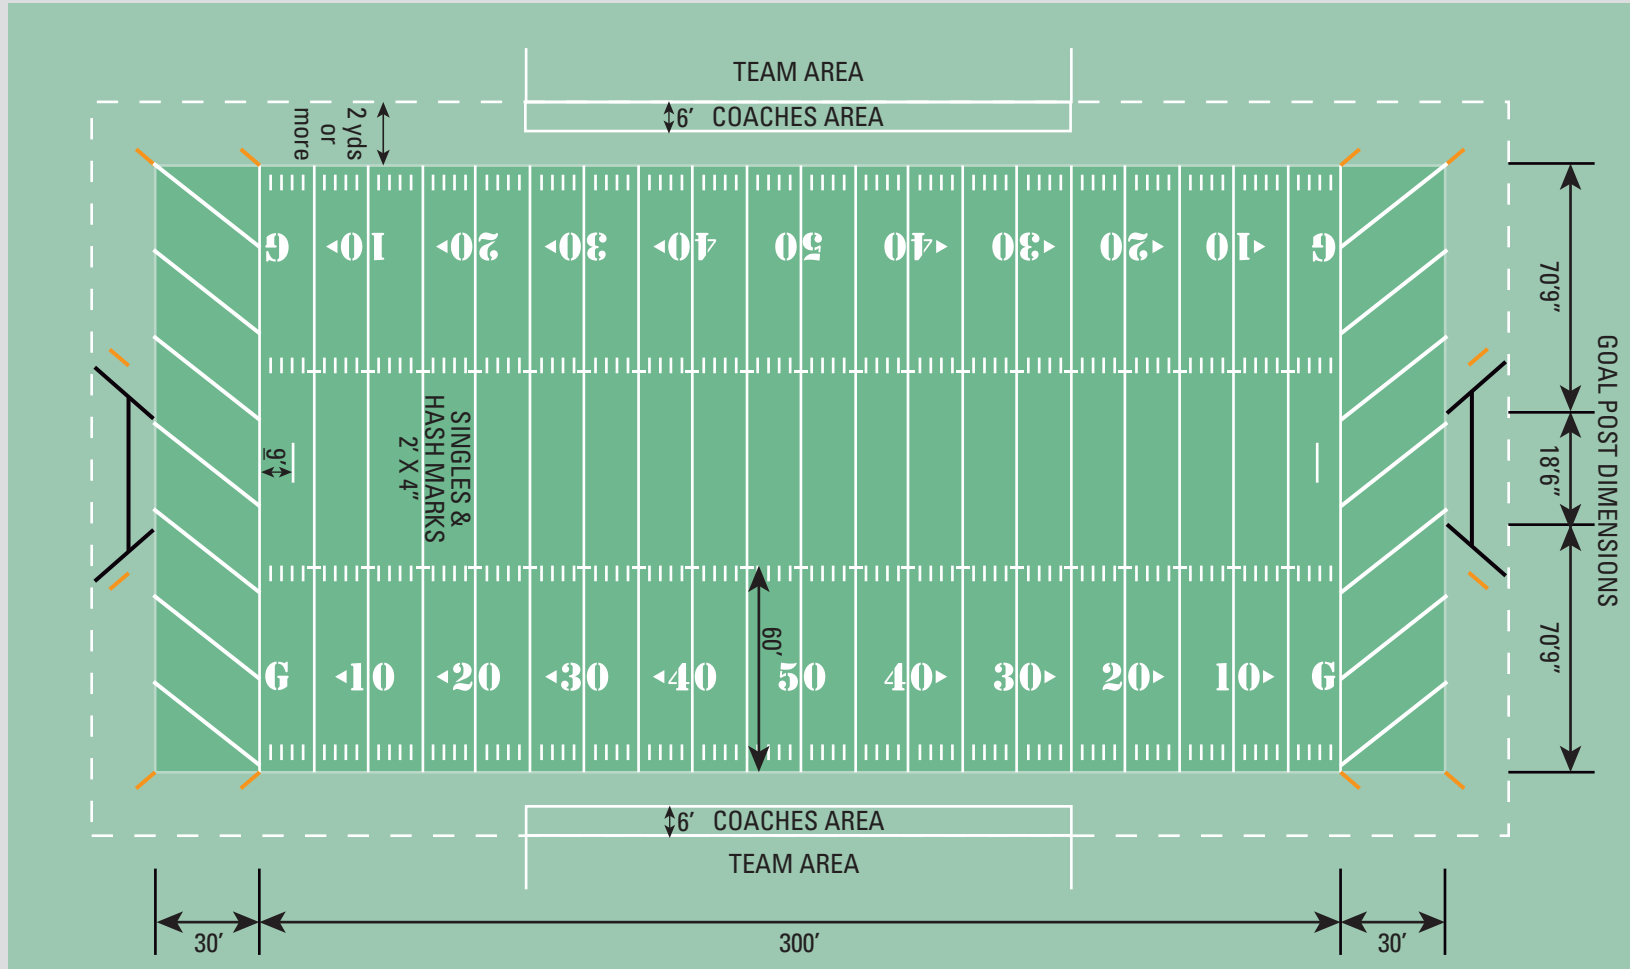 TEAM AREA
6' COACHES AREA
2 yds
or
more
G ◂10 ◂20 ◂30 ◂40 50 40▸ 30▸ 20▸ 10▸ G
70'9"
GOAL POST DIMENSIONS
SINGLES &
HASH MARKS
2' X 4"
9'
18'6"
60'
70'9"
G ◂10 ◂20 ◂30 ◂40 50 40▸ 30▸ 20▸ 10▸ G
6' COACHES AREA
TEAM AREA
30' 300' 30'